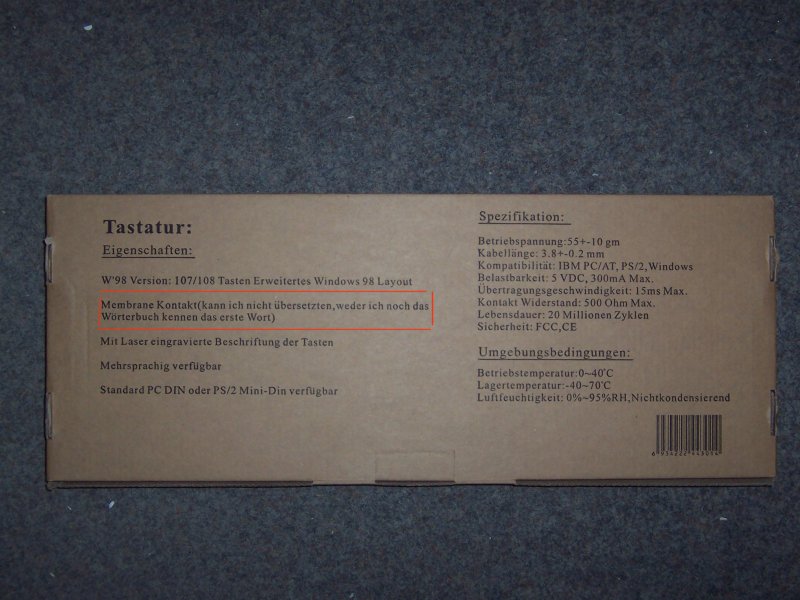 Tastatur:
Eigenschaften:
W'98 Version: 107/108 Tasten Erweitertes Windows 98 Layout
Membrane Kontakt(kann ich nicht übersetzten,weder ich noch das
Wörterbuch kennen das erste Wort)
Mit Laser eingravierte Beschriftung der Tasten
Mehrsprachig verfügbar
Standard PC DIN oder PS/2 Mini-Din verfügbar
Spezifikation:
Betriebspannung:55+-10 gm
Kabellänge: 3.8+-0.2 mm
Kompatibilität: IBM PC/AT, PS/2,Windows
Belastbarkeit: 5 VDC, 300mA Max.
Übertragungsgeschwindigkeit: 15ms Max.
Kontakt Widerstand: 500 Ohm Max.
Lebensdauer: 20 Millionen Zyklen
Sicherheit: FCC,CE
Umgebungsbedingungen:
Betriebstemperatur:0~40℃
Lagertemperatur:-40~70℃
Luftfeuchtigkeit: 0%~95%RH,Nichtkondensierend